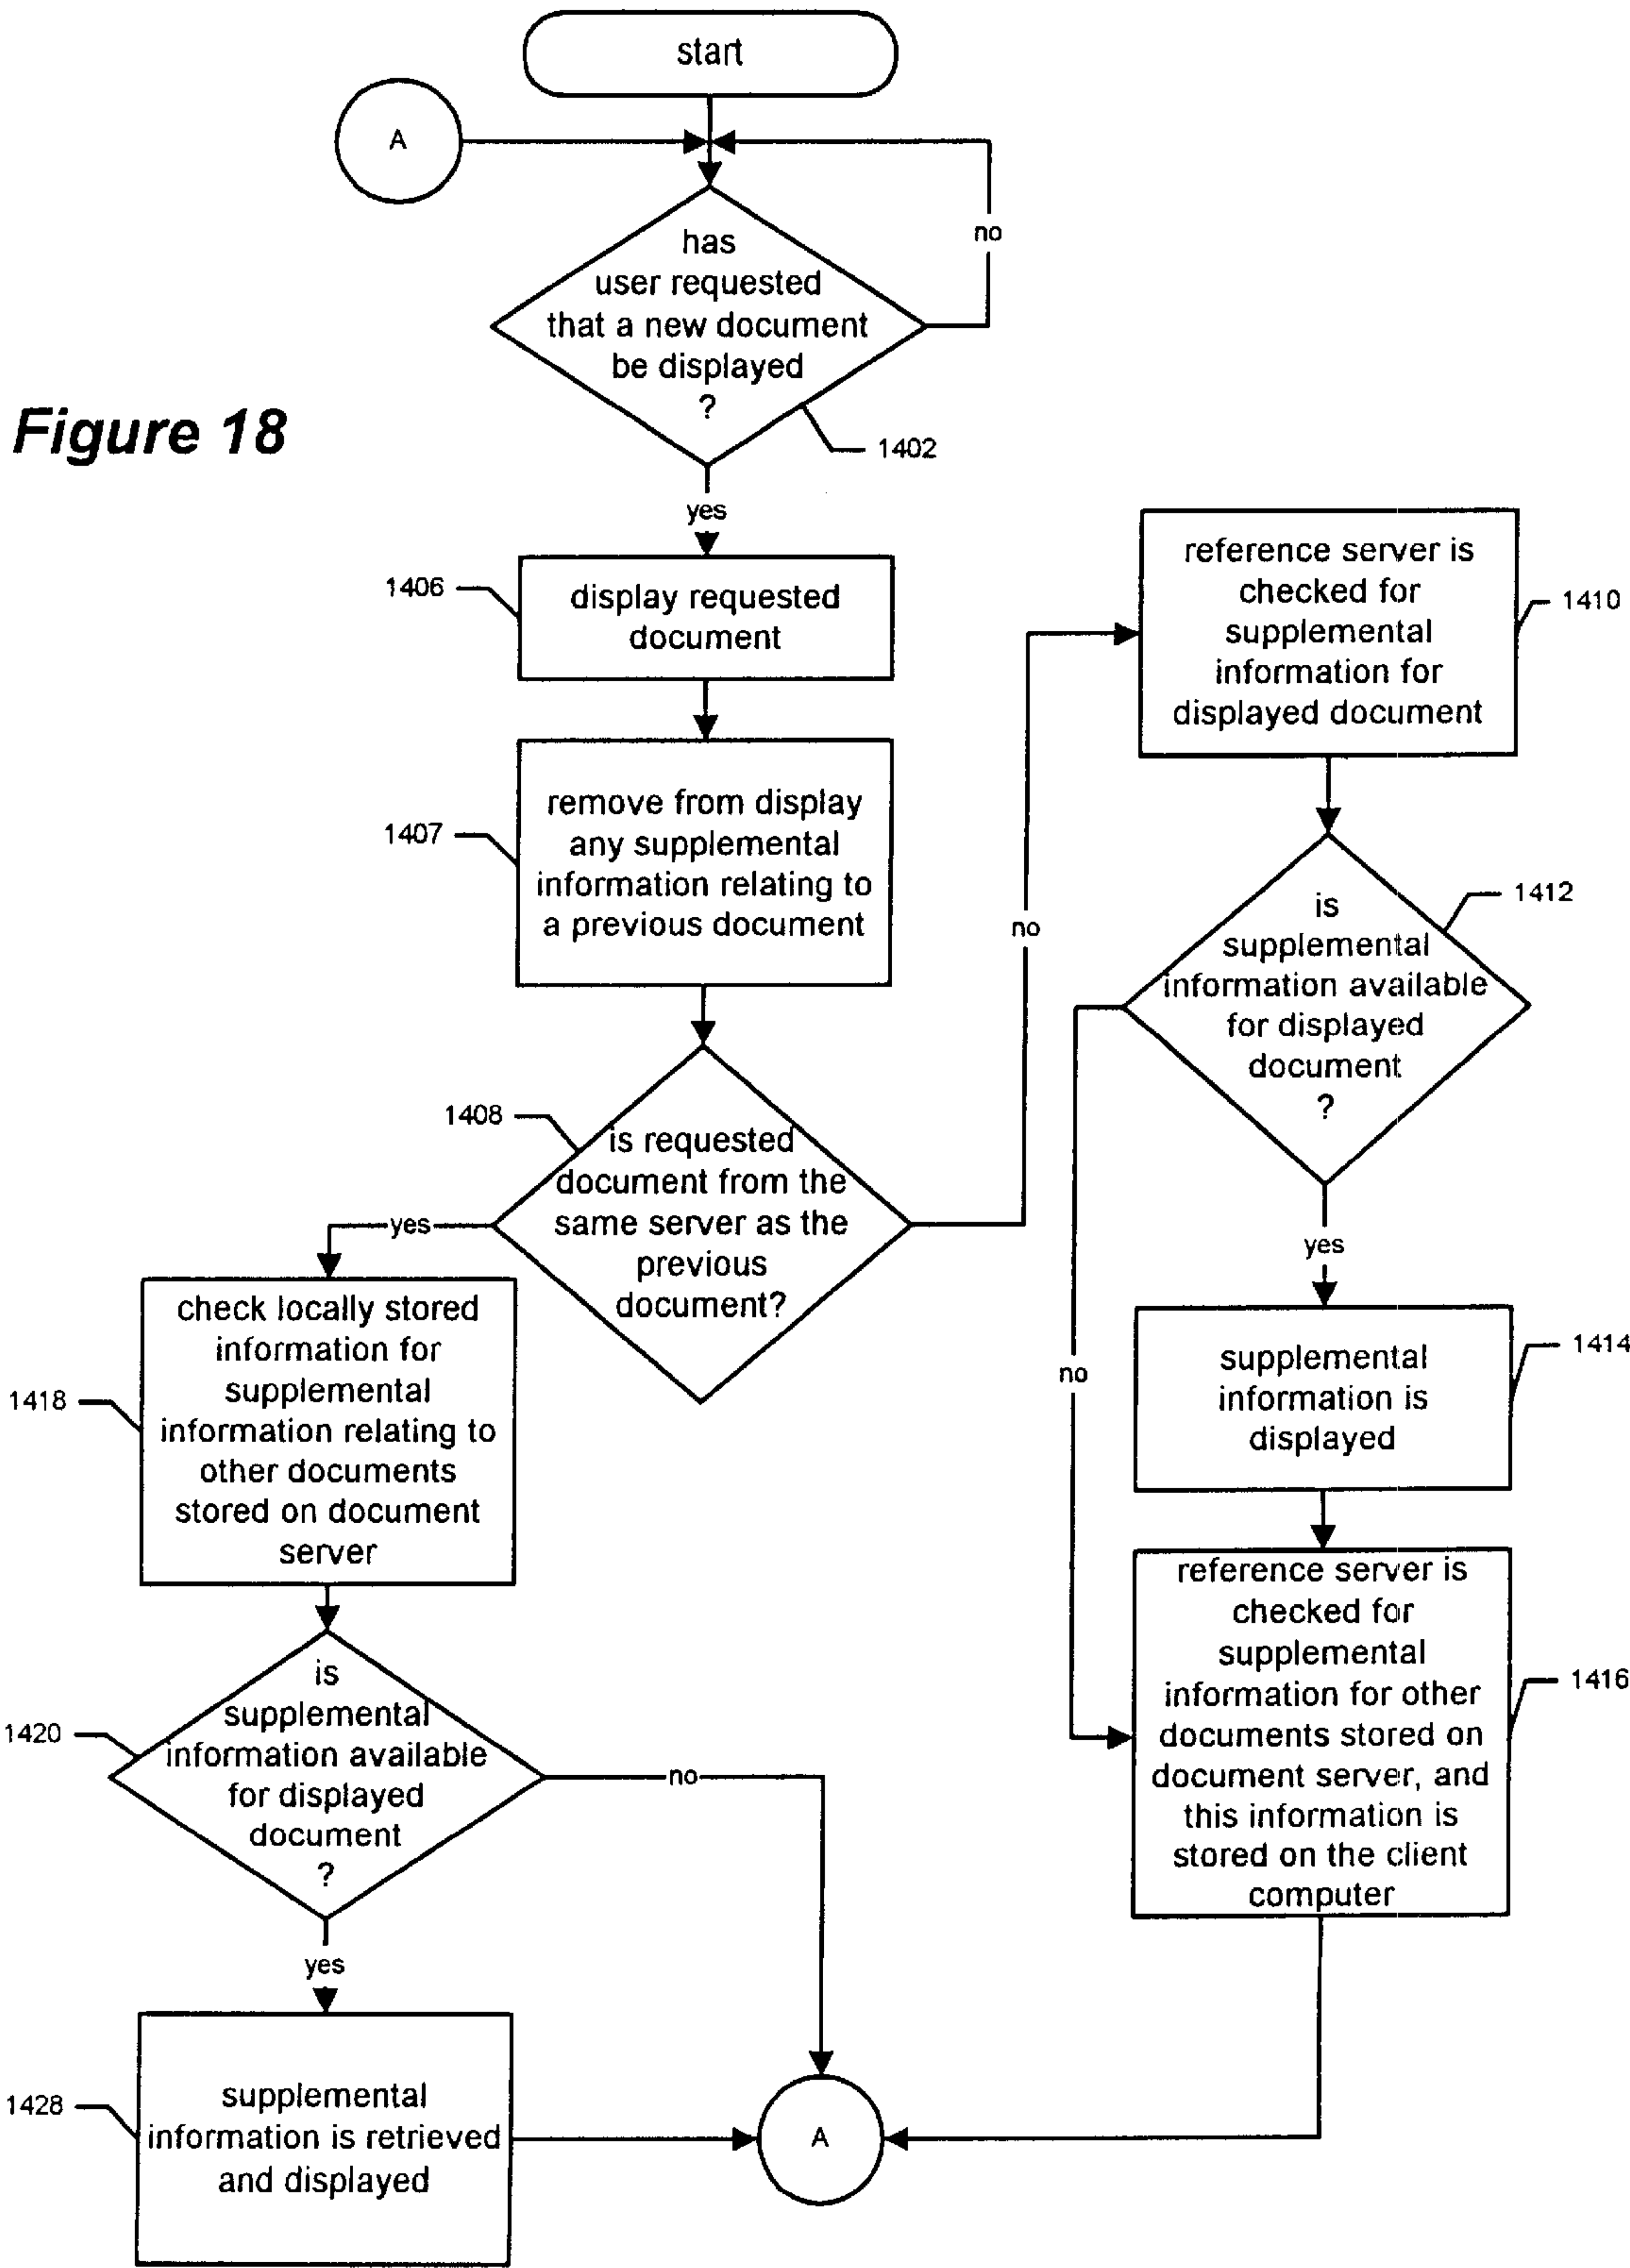 start
A
has
user requested
that a new document
be displayed
?
no
1402
Figure 18
yes
1406
display requested
document
1407
remove from display
any supplemental
information relating to
a previous document
1408
is requested
document from the
same server as the
previous
document?
yes
no
reference server is
checked for
supplemental
information for
displayed document
1410
is
supplemental
information available
for displayed
document
?
1412
no
yes
supplemental
information is
displayed
1414
reference server is
checked for
supplemental
information for other
documents stored on
document server, and
this information is
stored on the client
computer
1416
check locally stored
information for
supplemental
information relating to
other documents
stored on document
server
1418
is
supplemental
information available
for displayed
document
?
1420
no
yes
supplemental
information is retrieved
and displayed
1428
A